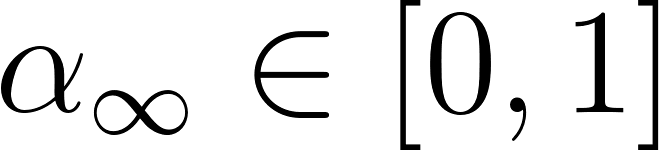 α∞ ∈ [0, 1]